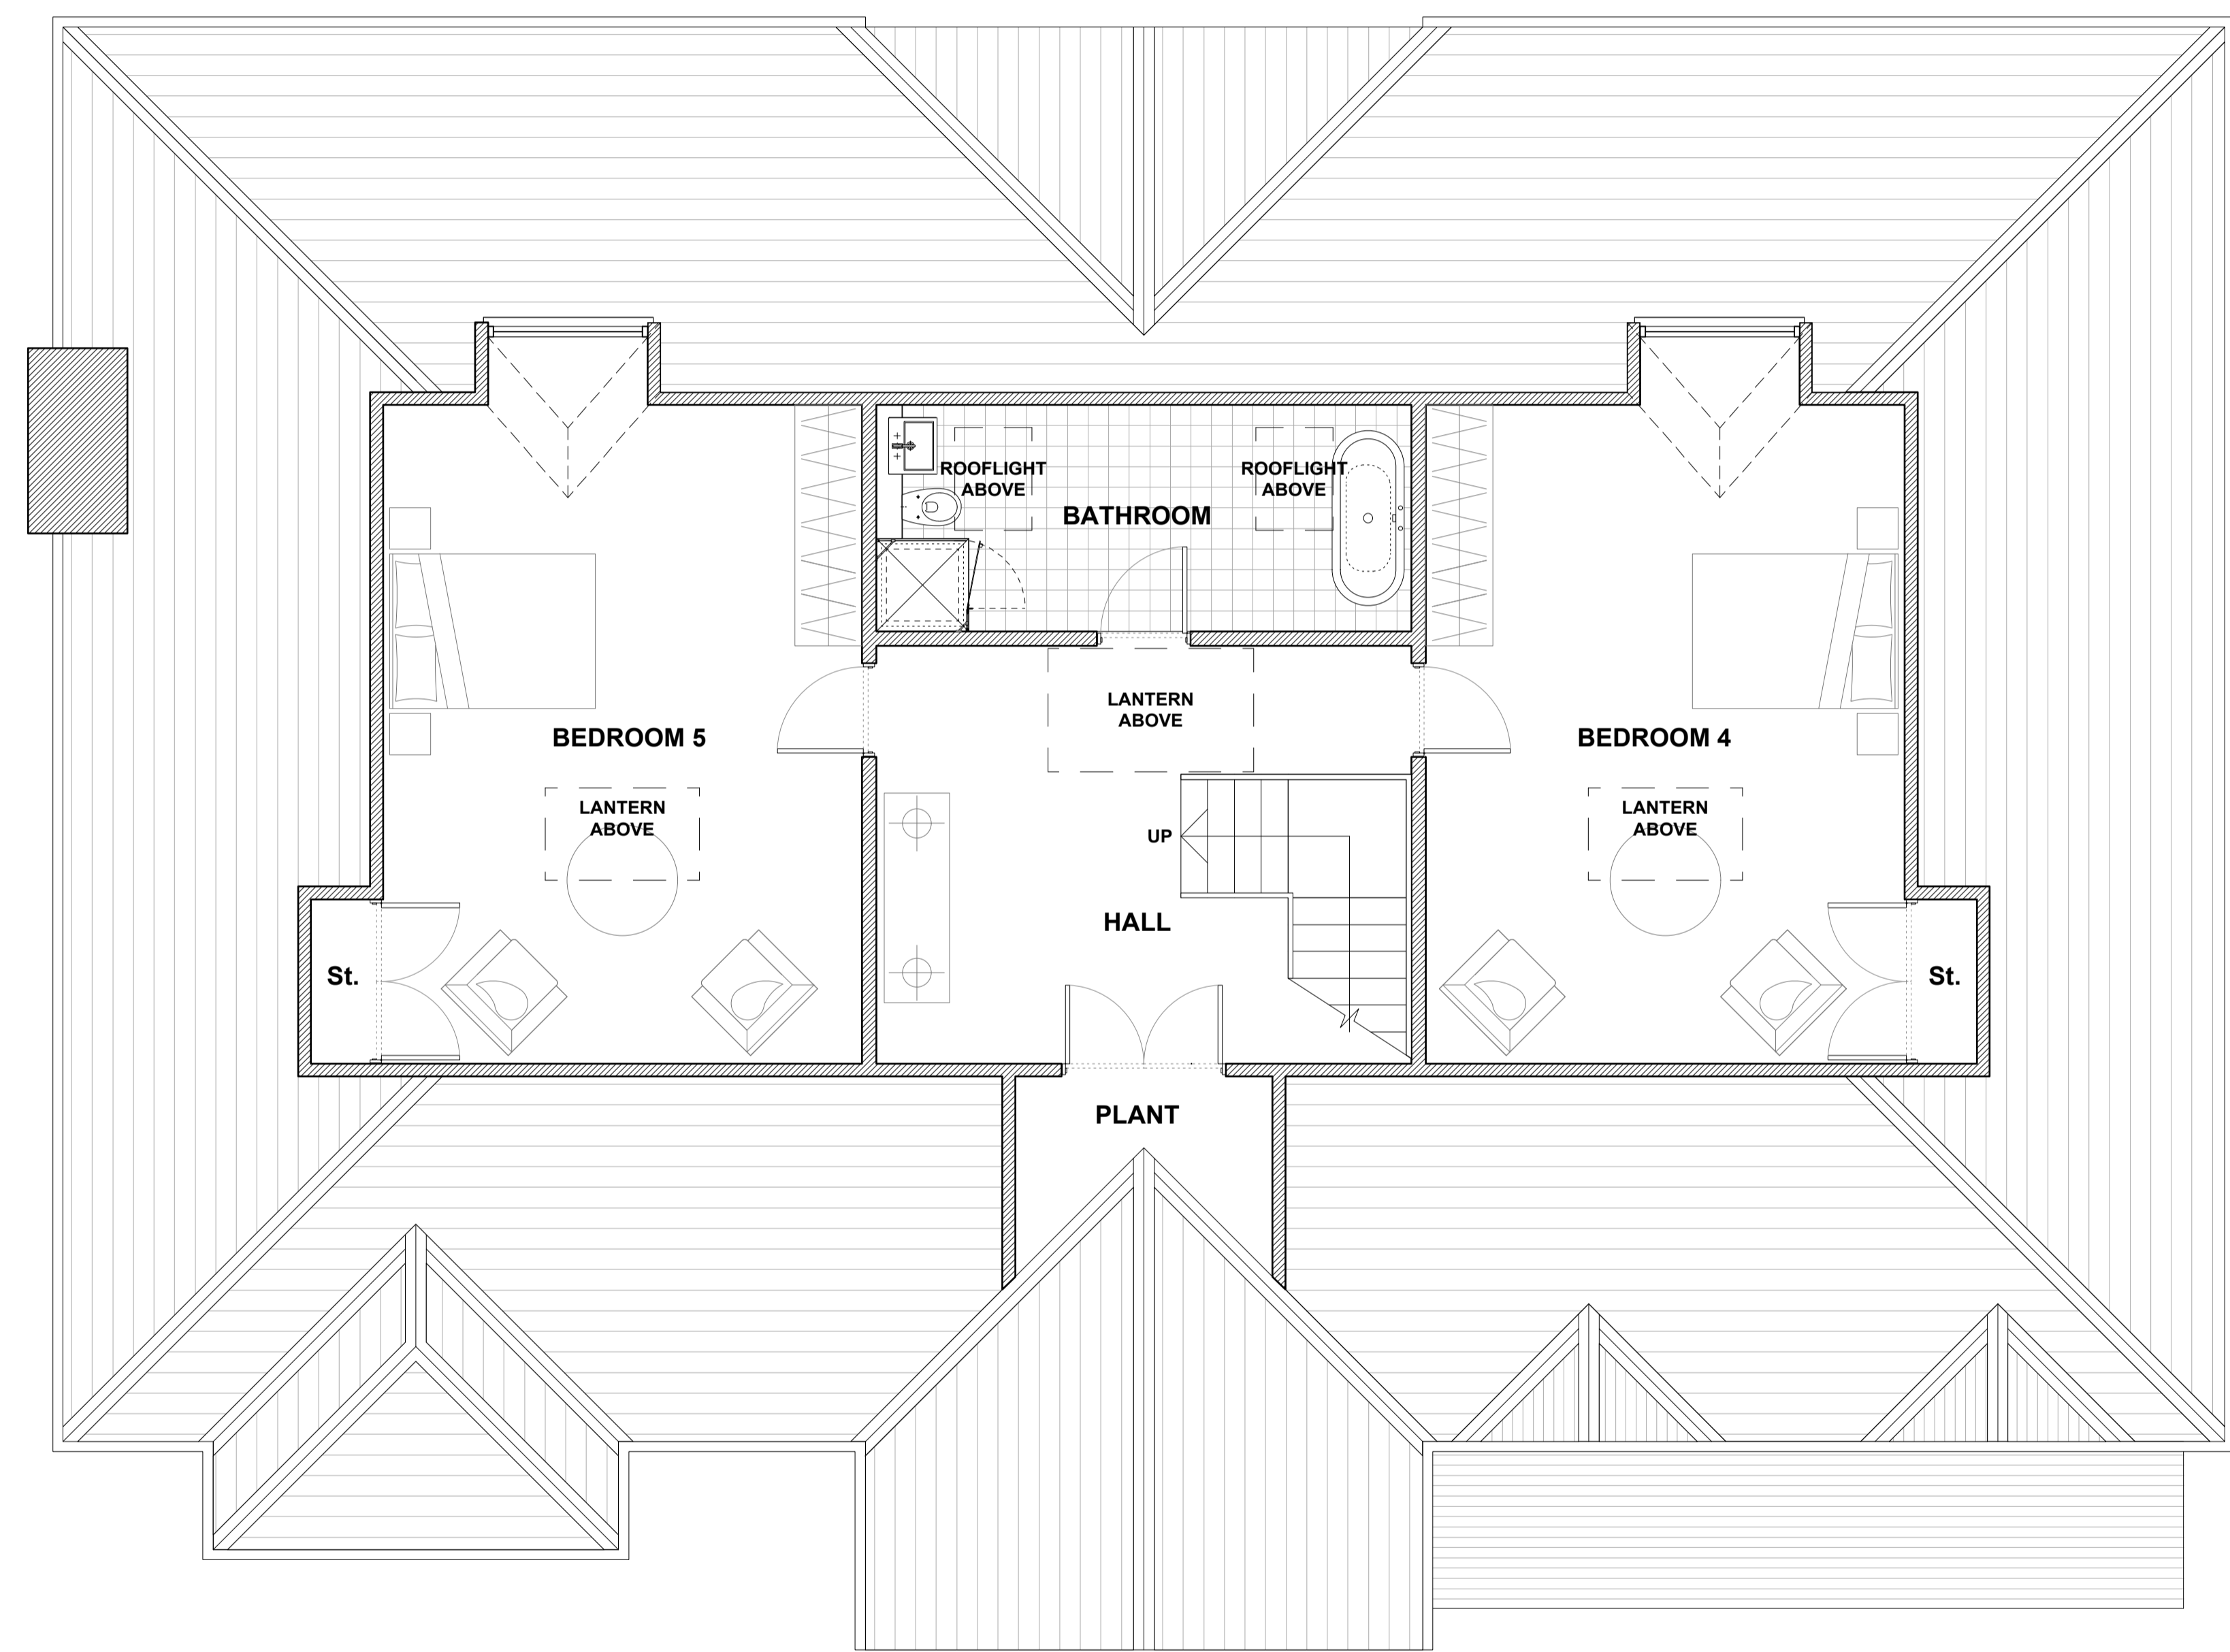 ROOFLIGHT
ABOVE
ROOFLIGHT
ABOVE
BATHROOM
LANTERN
ABOVE
BEDROOM 5
BEDROOM 4
LANTERN
ABOVE
LANTERN
ABOVE
UP
HALL
St.
St.
PLANT